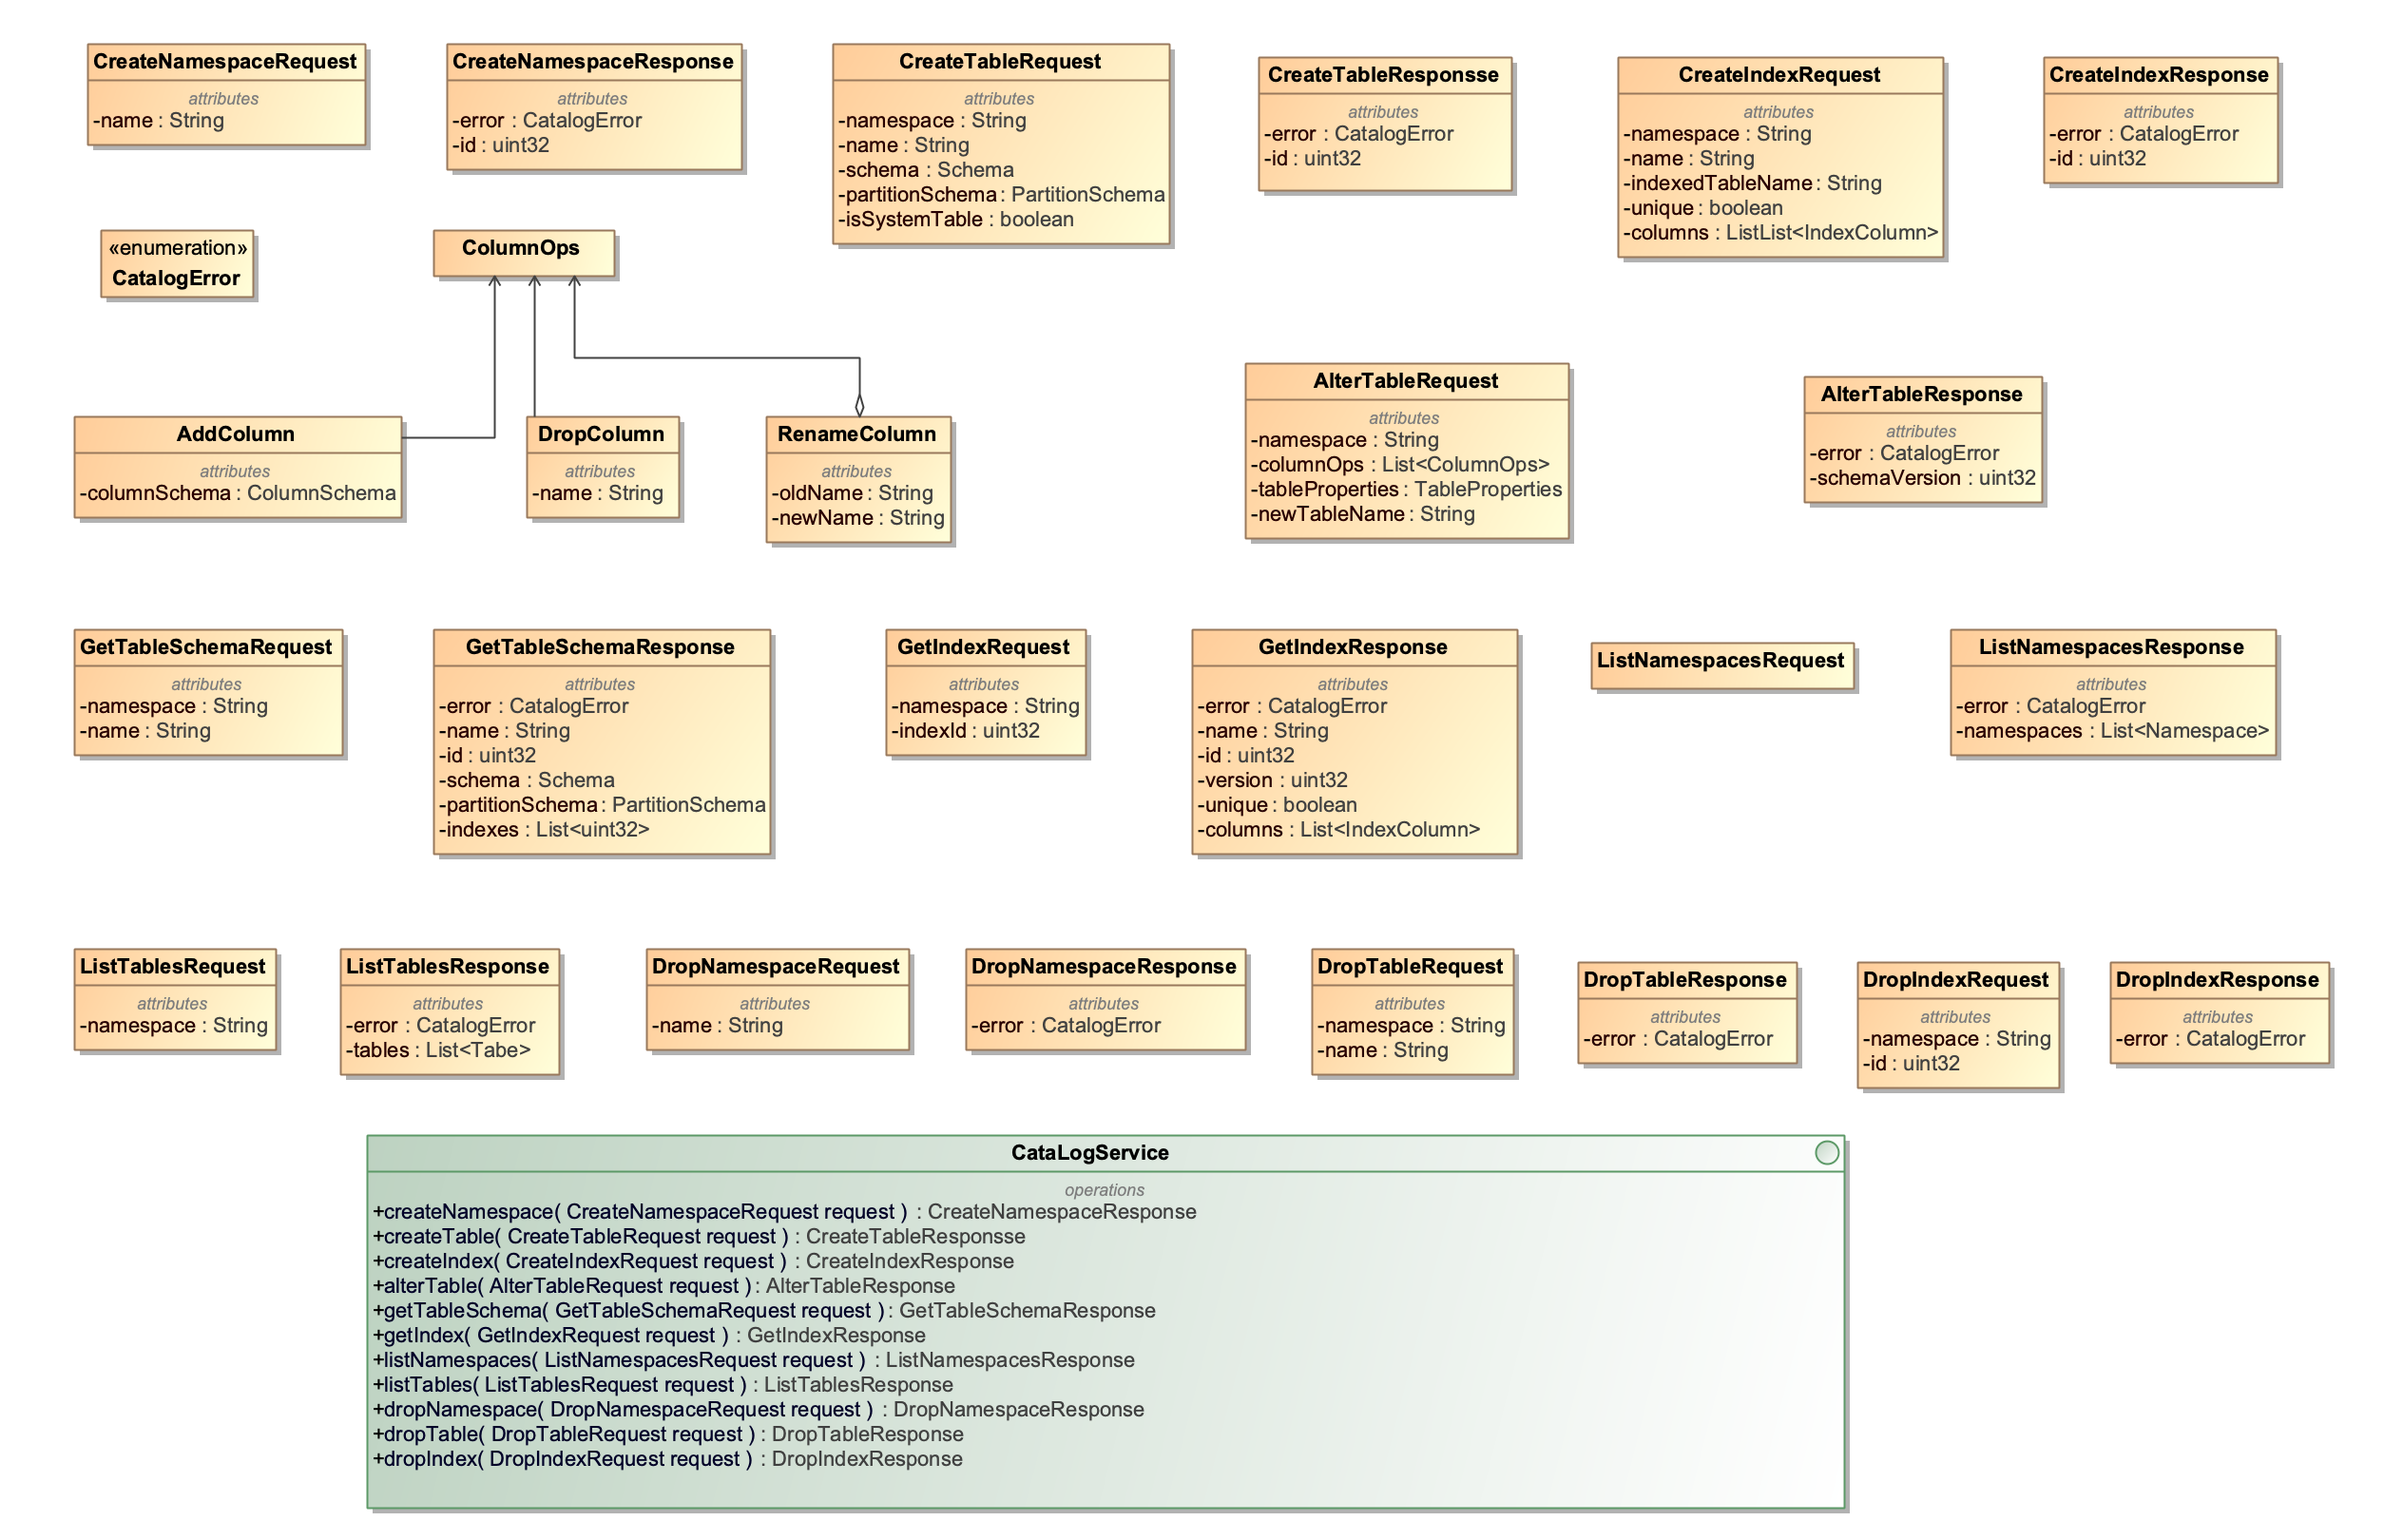 CreateNamespaceRequest
attributes
-name : String
CreateNamespaceResponse
attributes
-error : CatalogError
-id : uint32
CreateTableRequest
attributes
-namespace : String
-name : String
-schema : Schema
-partitionSchema : PartitionSchema
-isSystemTable : boolean
CreateTableResponsse
attributes
-error : CatalogError
-id : uint32
CreateIndexRequest
attributes
-namespace : String
-name : String
-indexedTableName : String
-unique : boolean
-columns : ListList<IndexColumn>
CreateIndexResponse
attributes
-error : CatalogError
-id : uint32
«enumeration»
CatalogError
ColumnOps
AddColumn
attributes
-columnSchema : ColumnSchema
DropColumn
attributes
-name : String
RenameColumn
attributes
-oldName : String
-newName : String
AlterTableRequest
attributes
-namespace : String
-columnOps : List<ColumnOps>
-tableProperties : TableProperties
-newTableName : String
AlterTableResponse
attributes
-error : CatalogError
-schemaVersion : uint32
GetTableSchemaRequest
attributes
-namespace : String
-name : String
GetTableSchemaResponse
attributes
-error : CatalogError
-name : String
-id : uint32
-schema : Schema
-partitionSchema : PartitionSchema
-indexes : List<uint32>
GetIndexRequest
attributes
-namespace : String
-indexId : uint32
GetIndexResponse
attributes
-error : CatalogError
-name : String
-id : uint32
-version : uint32
-unique : boolean
-columns : List<IndexColumn>
ListNamespacesRequest
ListNamespacesResponse
attributes
-error : CatalogError
-namespaces : List<Namespace>
ListTablesRequest
attributes
-namespace : String
ListTablesResponse
attributes
-error : CatalogError
-tables : List<Tabe>
DropNamespaceRequest
attributes
-name : String
DropNamespaceResponse
attributes
-error : CatalogError
DropTableRequest
attributes
-namespace : String
-name : String
DropTableResponse
attributes
-error : CatalogError
DropIndexRequest
attributes
-namespace : String
-id : uint32
DropIndexResponse
attributes
-error : CatalogError
CataLogService
operations
+createNamespace( CreateNamespaceRequest request ) : CreateNamespaceResponse
+createTable( CreateTableRequest request ) : CreateTableResponsse
+createIndex( CreateIndexRequest request ) : CreateIndexResponse
+alterTable( AlterTableRequest request ) : AlterTableResponse
+getTableSchema( GetTableSchemaRequest request ) : GetTableSchemaResponse
+getIndex( GetIndexRequest request ) : GetIndexResponse
+listNamespaces( ListNamespacesRequest request ) : ListNamespacesResponse
+listTables( ListTablesRequest request ) : ListTablesResponse
+dropNamespace( DropNamespaceRequest request ) : DropNamespaceResponse
+dropTable( DropTableRequest request ) : DropTableResponse
+dropIndex( DropIndexRequest request ) : DropIndexResponse